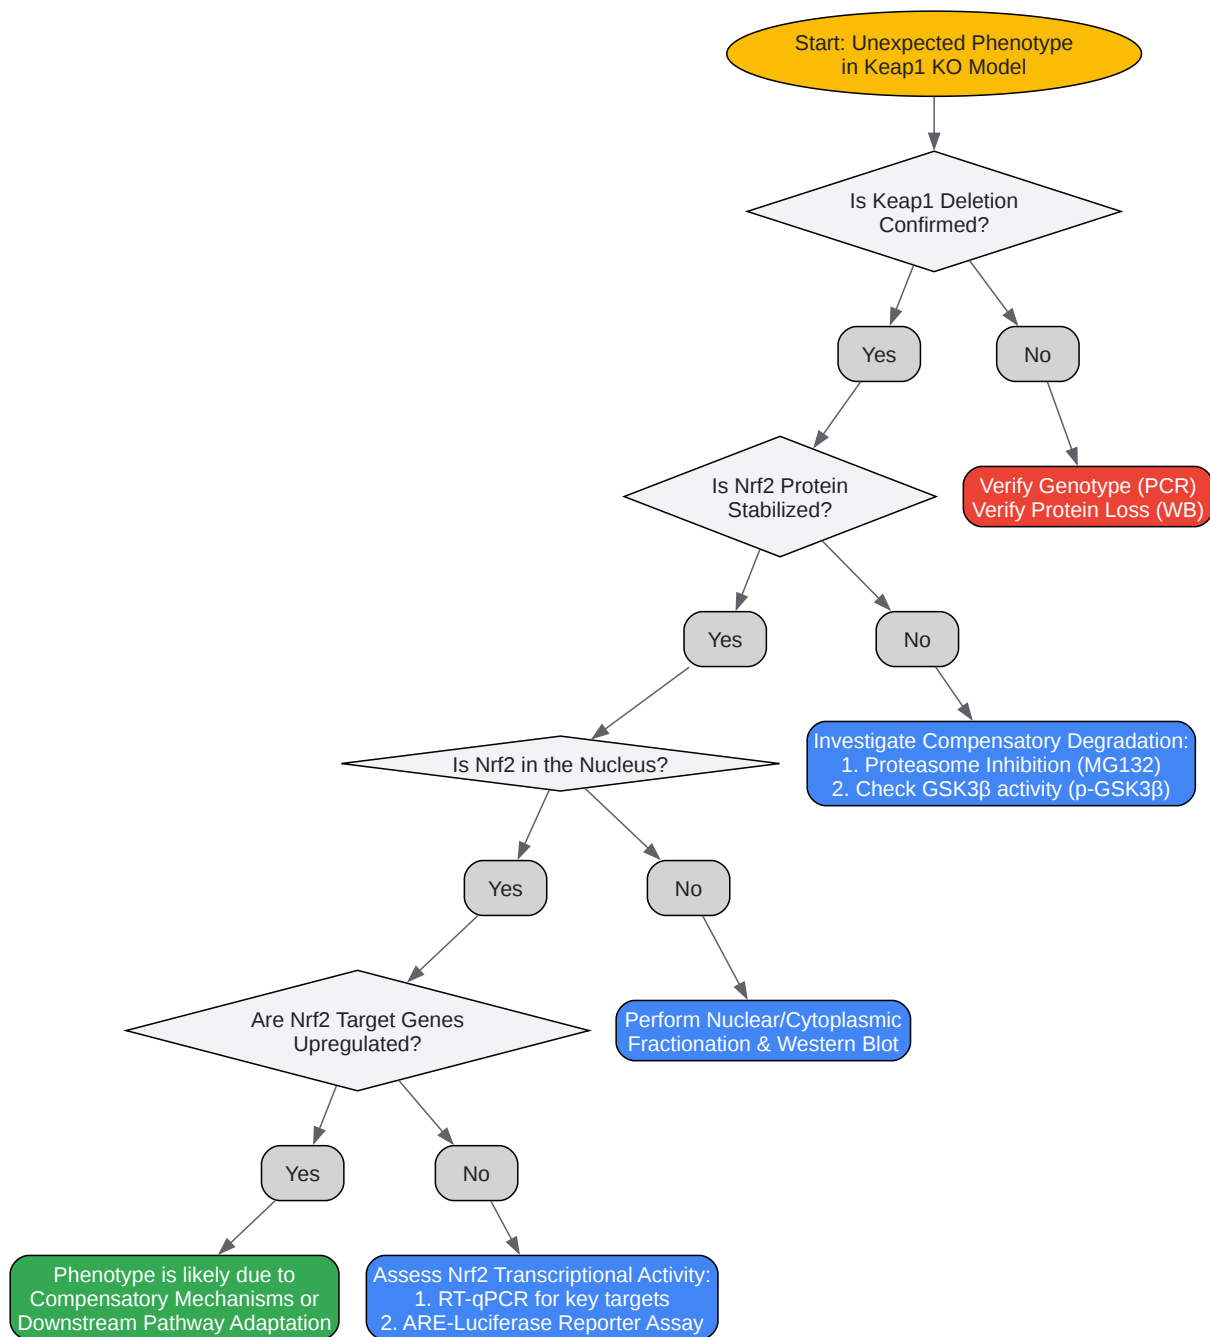 Start: Unexpected Phenotype
in Keap1 KO Model
Is Keap1 Deletion
Confirmed?
Yes
No
Is Nrf2 Protein
Stabilized?
Verify Genotype (PCR)
Verify Protein Loss (WB)
Yes
No
Is Nrf2 in the Nucleus?
Investigate Compensatory Degradation:
1. Proteasome Inhibition (MG132)
2. Check GSK3β activity (p-GSK3β)
Yes
No
Are Nrf2 Target Genes
Upregulated?
Perform Nuclear/Cytoplasmic
Fractionation & Western Blot
Yes
No
Phenotype is likely due to
Compensatory Mechanisms or
Downstream Pathway Adaptation
Assess Nrf2 Transcriptional Activity:
1. RT-qPCR for key targets
2. ARE-Luciferase Reporter Assay